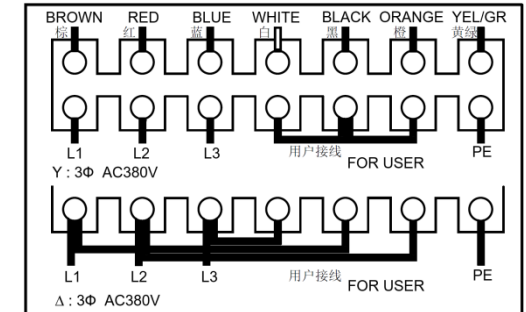 BROWN RED BLUE WHITE BLACK ORANGE YEL/GR
棕 红 蓝 白 黑 橙 黄绿
L1 L2 L3 用户接线 FOR USER PE
Y : 3Φ AC380V
L1 L2 L3 用户接线 FOR USER PE
Δ : 3Φ AC380V